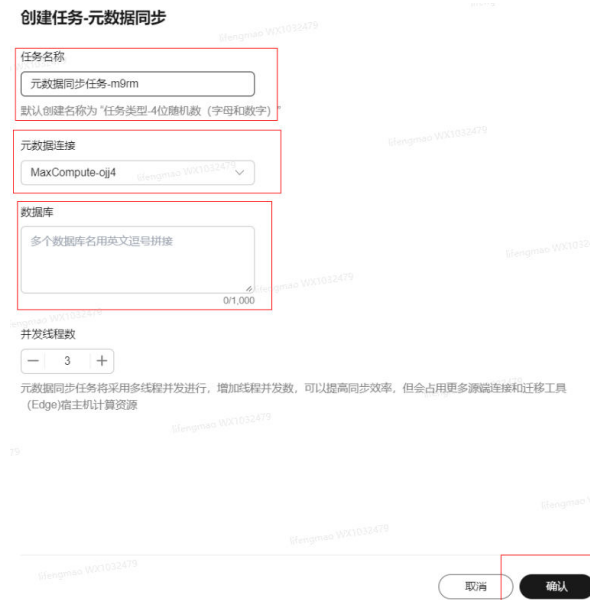 创建任务-元数据同步
任务名称
元数据同步任务-m9rm
默认创建名称为 "任务类型-4位随机数（字母和数字）"
元数据连接
MaxCompute-ojj4
数据库
多个数据库名用英文逗号拼接
0/1,000
并发线程数
3
元数据同步任务将采用多线程并发进行，增加线程并发数，可以提高同步效率，但会占用更多源端连接和迁移工具
(Edge)宿主机计算资源
取消 确认
lifengmao WX1032479